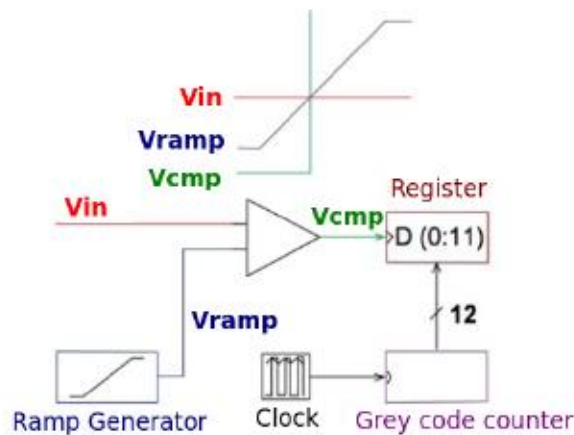 Vin
Vramp
Vcmp
Register
Vin
Vcmp
D (0:11)
12
Vramp
Ramp Generator
Clock
Grey code counter